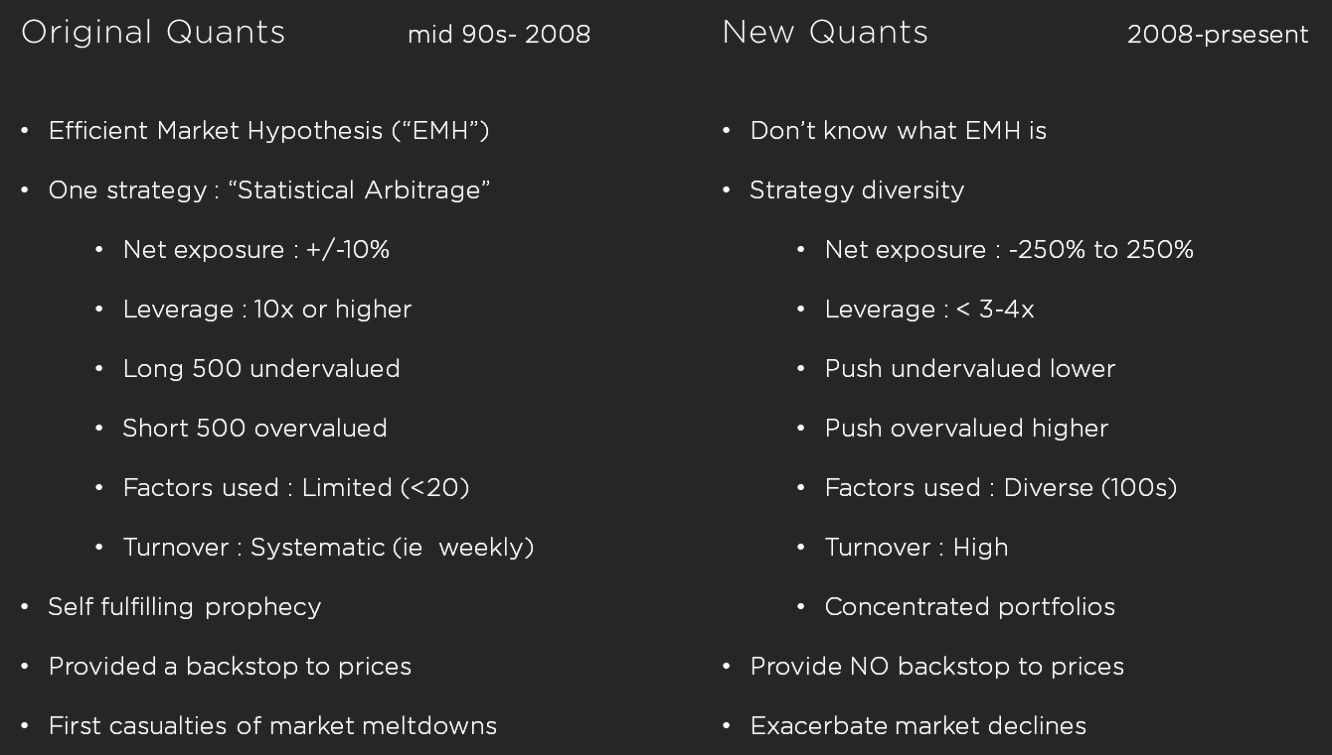 Original Quants mid 90s- 2008
• Efficient Market Hypothesis (“EMH”)
• One strategy : “Statistical Arbitrage”
• Net exposure : +/-10%
• Leverage : 10x or higher
• Long 500 undervalued
• Short 500 overvalued
• Factors used : Limited (<20)
• Turnover : Systematic (ie weekly)
• Self fulfilling prophecy
• Provided a backstop to prices
• First casualties of market meltdowns
New Quants 2008-prsesent
• Don’t know what EMH is
• Strategy diversity
• Net exposure : -250% to 250%
• Leverage : < 3-4x
• Push undervalued lower
• Push overvalued higher
• Factors used : Diverse (100s)
• Turnover : High
• Concentrated portfolios
• Provide NO backstop to prices
• Exacerbate market declines